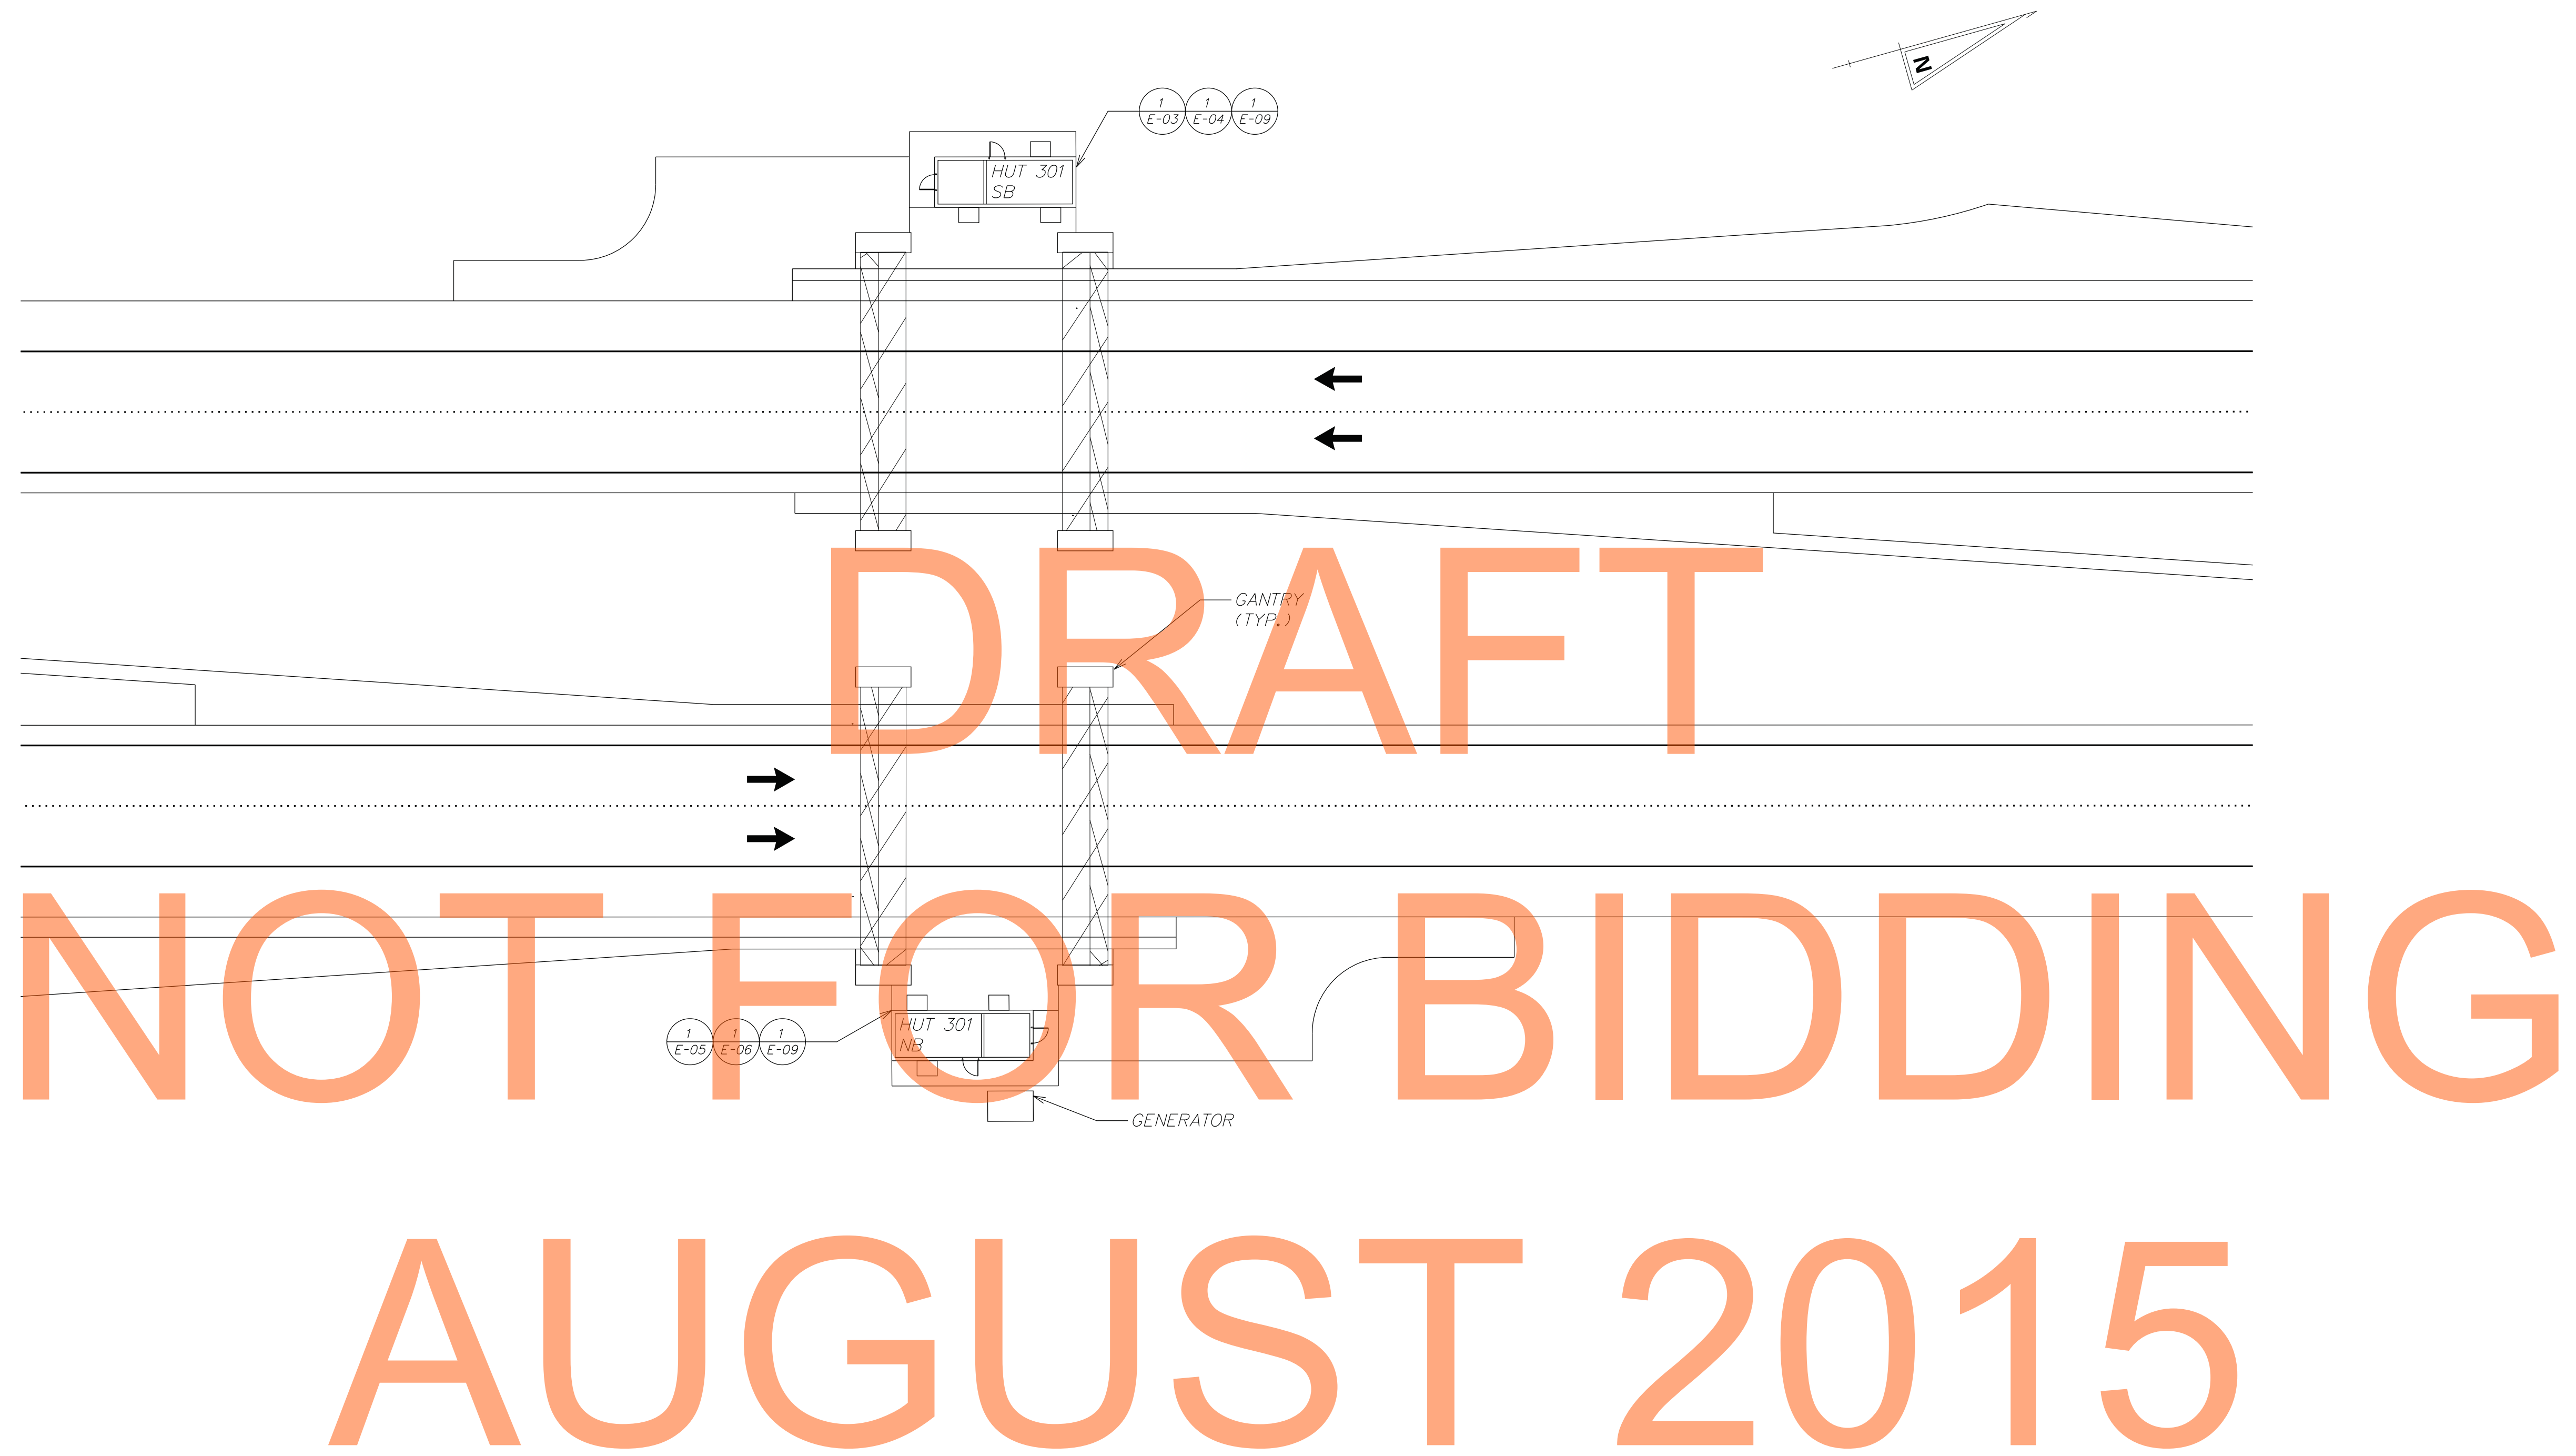 N
1 1 1
E-03 E-04 E-09
HUT 301
SB
GANTRY
(TYP.)
DRAFT
NOT FOR BIDDING
HUT 301
NB
1 1 1
E-05 E-06 E-09
GENERATOR
AUGUST 2015